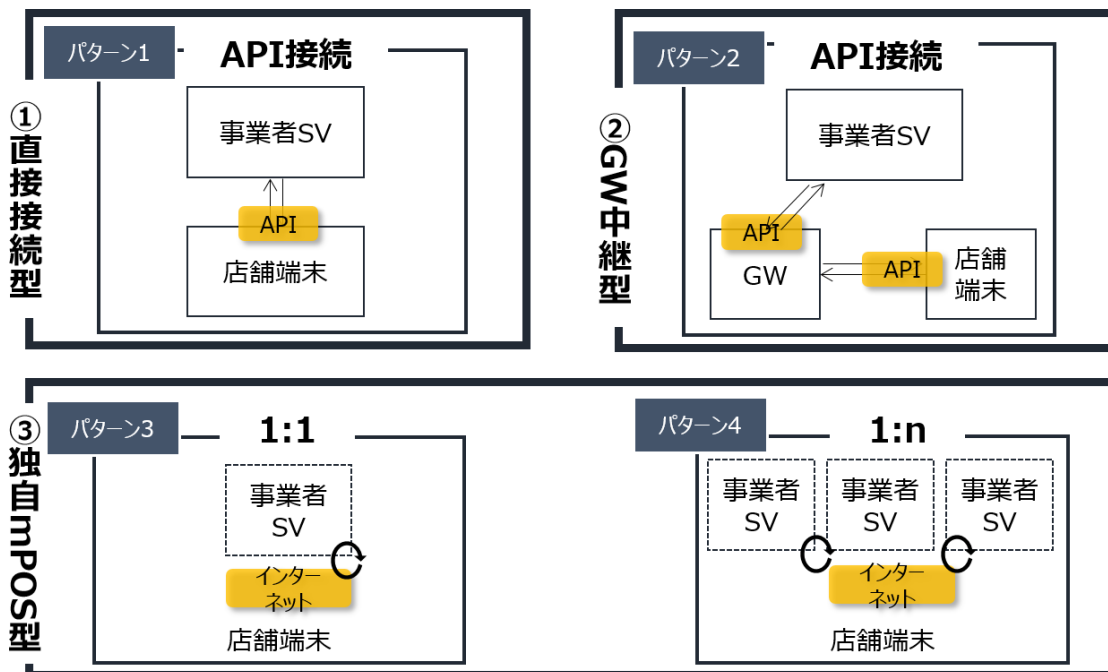 ①直接接続型
パターン1
API接続
事業者SV
API
店舗端末
②GW中継型
パターン2
API接続
事業者SV
API
GW
API
店舗
端末
③独自mPOS型
パターン3
1:1
事業者
SV
インター
ネット
店舗端末
パターン4
1:n
事業者
SV
事業者
SV
事業者
SV
インター
ネット
店舗端末